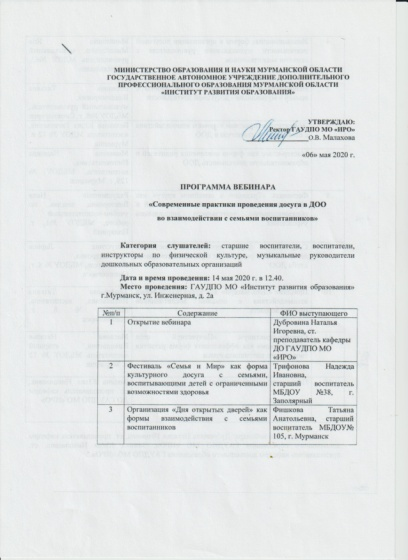 МИНИСТЕРСТВО ОБРАЗОВАНИЯ И НАУКИ МУРМАНСКОЙ ОБЛАСТИ
ГОСУДАРСТВЕННОЕ АВТОНОМНОЕ УЧРЕЖДЕНИЕ ДОПОЛНИТЕЛЬНОГО
ПРОФЕССИОНАЛЬНОГО ОБРАЗОВАНИЯ МУРМАНСКОЙ ОБЛАСТИ
«ИНСТИТУТ РАЗВИТИЯ ОБРАЗОВАНИЯ»
УТВЕРЖДАЮ:
Ректор ГАУДПО МО «ИРО»
О.В. Малахова
«06» мая 2020 г.
ПРОГРАММА ВЕБИНАРА
«Современные практики проведения досуга в ДОО
во взаимодействии с семьями воспитанников»
Категория слушателей: старшие воспитатели, воспитатели,
инструкторы по физической культуре, музыкальные руководители
дошкольных образовательных организаций
Дата и время проведения: 14 мая 2020 г. в 12.40.
Место проведения: ГАУДПО МО «Институт развития образования»
г.Мурманск, ул. Инженерная, д. 2а
№п/п Содержание ФИО выступающего
1 Открытие вебинара Дубровина Наталья
Игоревна, ст.
преподаватель кафедры
ДО ГАУДПО МО
«ИРО»
2 Фестиваль «Семья и Мир» как форма Трифонова Надежда
культурного досуга с семьями, Ивановна,
воспитывающими детей с ограниченными старший воспитатель
возможностями здоровья МБДОУ №38, г.
Заполярный
3 Организация «Дня открытых дверей» как Фишкова Татьяна
формы взаимодействия с семьями Анатольевна, старший
воспитанников воспитатель МБДОУ№
105, г. Мурманск